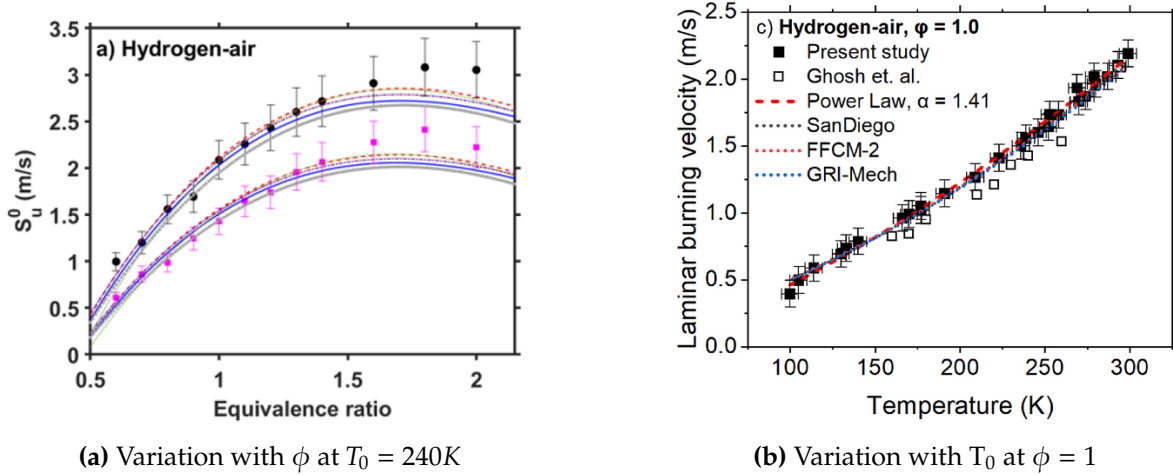 a) Hydrogen-air
S_u^0 (m/s)
3.5
3
2.5
2
1.5
1
0.5
0
0.5 1 1.5 2
Equivalence ratio
(a) Variation with ϕ at T₀ = 240K
c) Hydrogen-air, φ = 1.0
Present study
Ghosh et. al.
Power Law, α = 1.41
SanDiego
FFCM-2
GRI-Mech
Laminar burning velocity (m/s)
2.5
2.0
1.5
1.0
0.5
0.0
100 150 200 250 300
Temperature (K)
(b) Variation with T₀ at ϕ = 1